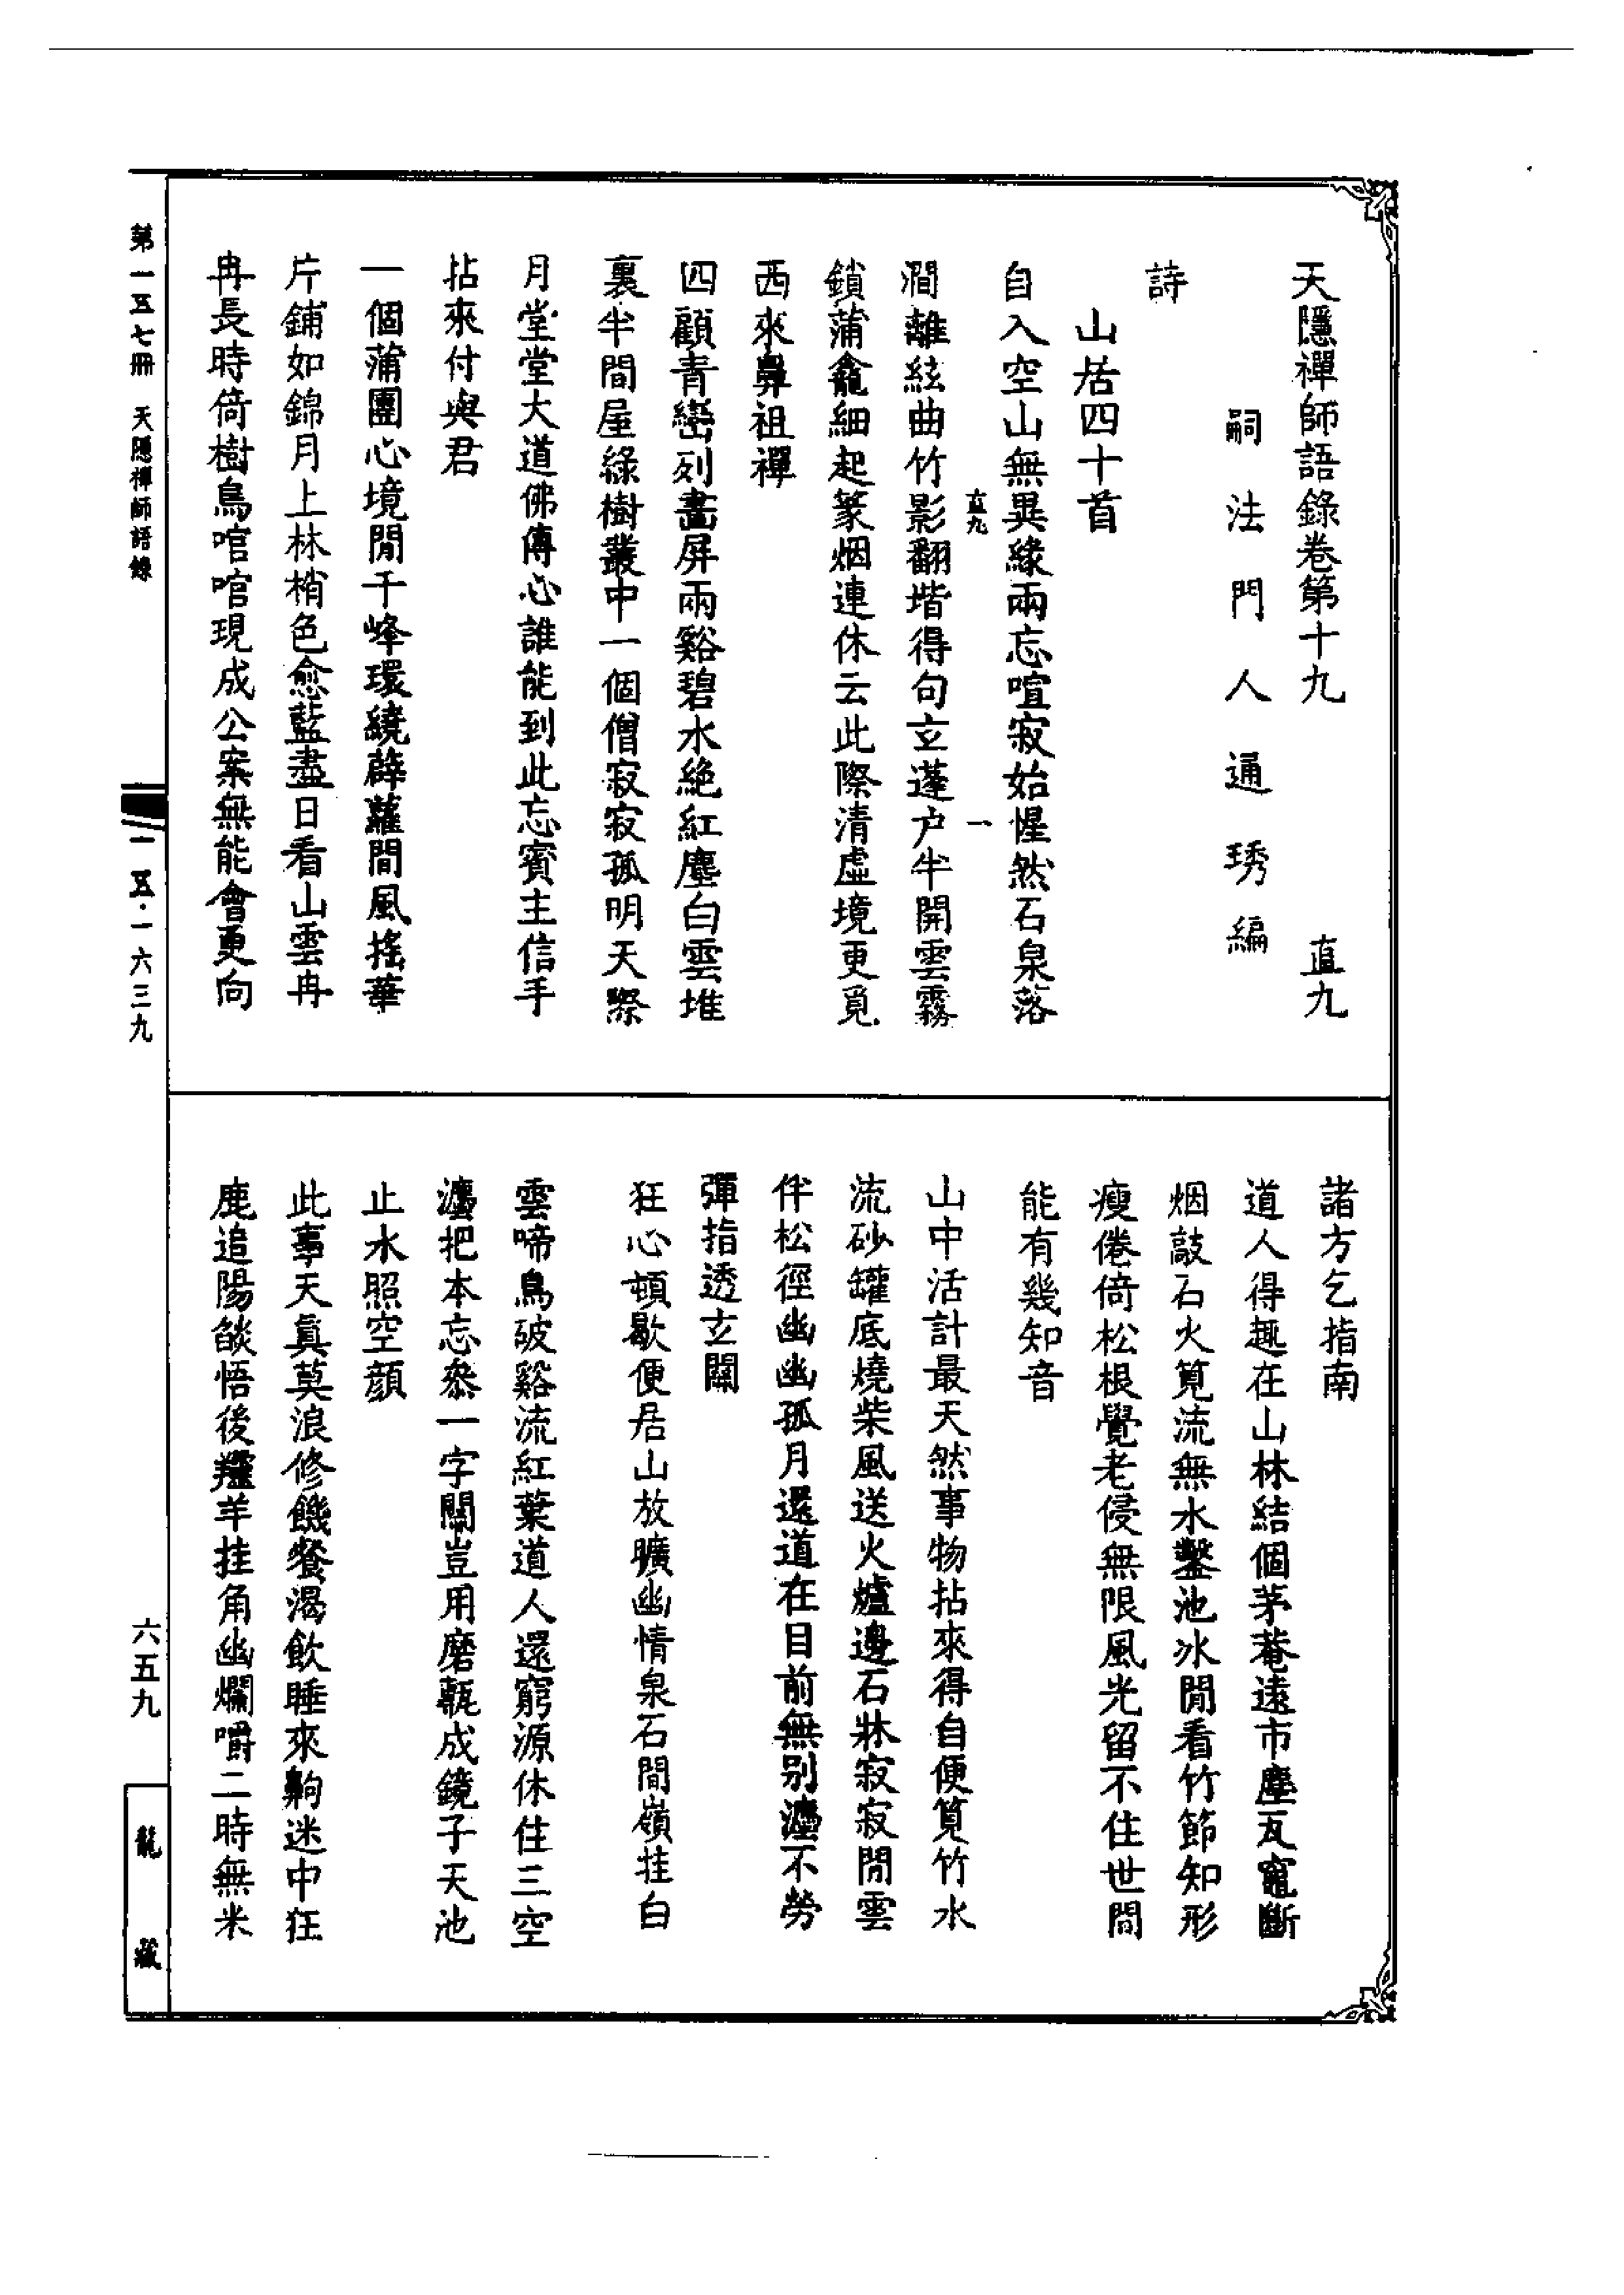 天隱禪師語錄卷第十九 直九
嗣法門人通琇編
詩
山居四十首
自入空山無異緣兩忘喧寂始惺然石泉落
直九 一
澗離絃曲竹影翻堦得句玄蓬户半開雲霧
鎖蒲龕細起篆烟連休云此際清虛境更覓
西來鼻祖禪
四顧青巒列畵屏兩谿碧水絶紅塵白雲堆
裏半間屋綠樹叢中一個僧寂寂孤明天際
月堂堂大道佛傳心誰能到此忘賓主信手
拈來付與君
一個蒲團心境閒千峰環繞薜蘿間風搖華
片鋪如錦月上林梢色愈藍盡日看山雲冉
冉長時倚樹鳥喧喧現成公案無能會更向
諸方乞指南
道人得趣在山林結個茅菴遠市塵瓦竈斷
烟敲石火筧流無水鑿池冰閒看竹節知形
瘦倦倚松根覺老侵無限風光留不住世間
能有幾知音
山中活計最天然事物拈來得自便筧竹水
流砂罐底燒柴風送火爐邊石牀寂寂閒雲
伴松徑幽幽孤月還道在目前無别灋不勞
彈指透玄關
狂心頓歇便居山放曠幽情泉石間嶺挂白
雲啼鳥破谿流紅葉道人還窮源休住三空
灋把本忘叅一字關豈用磨甎成鏡子天池
止水照空顔
此事天眞莫浪修饑餐渴飲睡來齁迷中狂
鹿追陽燄悟後羺羊挂角幽爛嚼二時無米
第一五七冊 天隱禪師語錄
一五·一六三九
六五九
龍藏